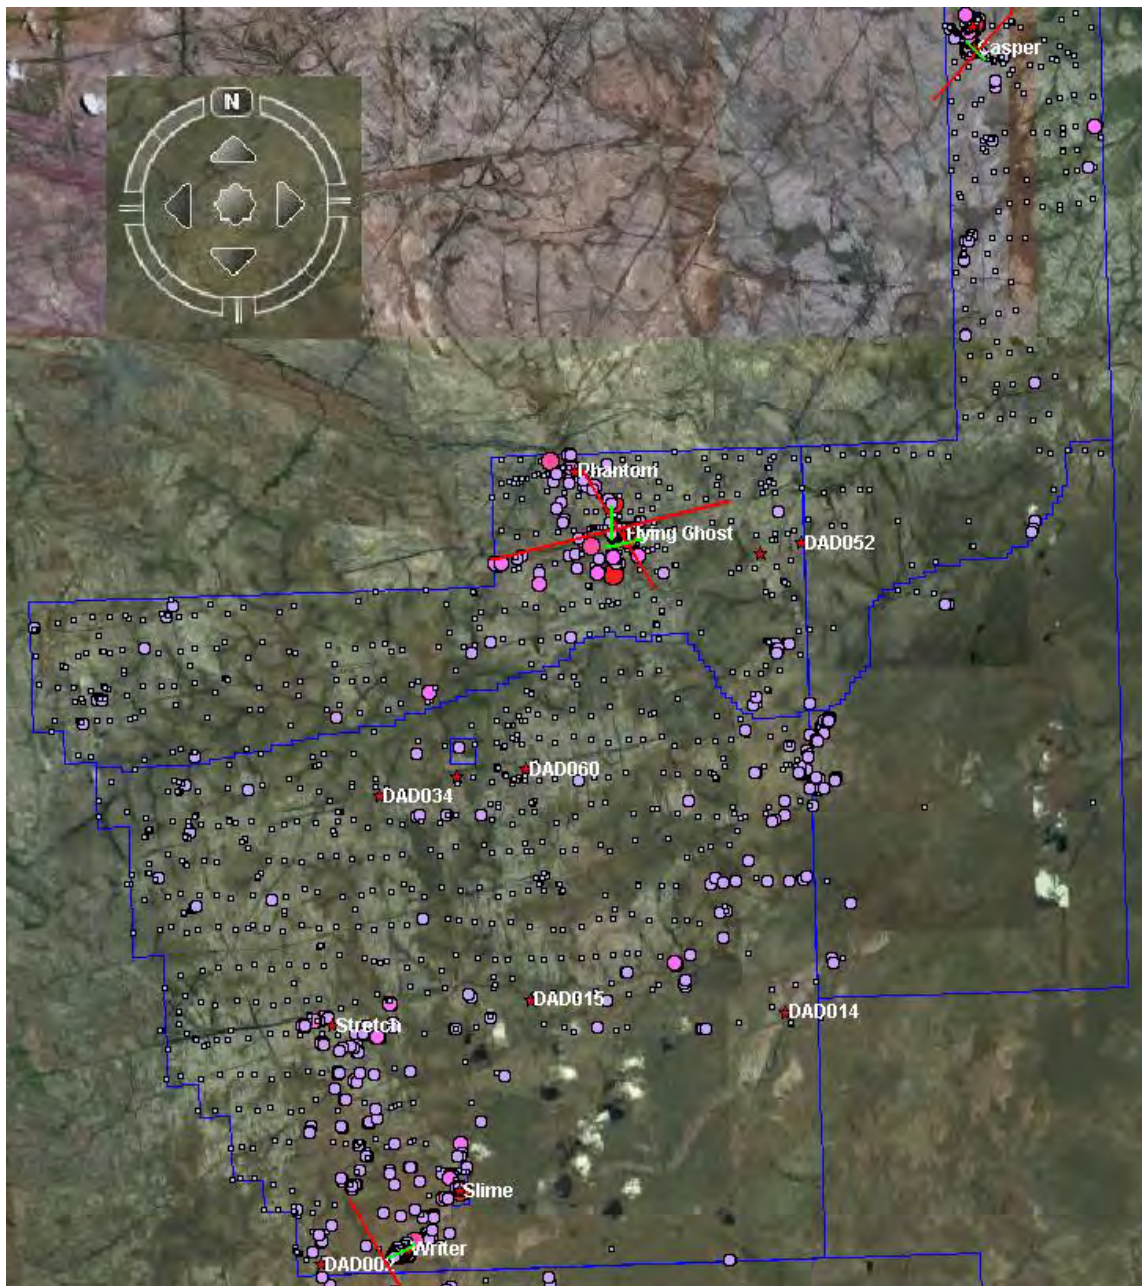 N
Casper
Phantom
Flying Ghost
DAD052
DAD060
DAD034
DAD015
DAD014
Stretch
Slime
Writer